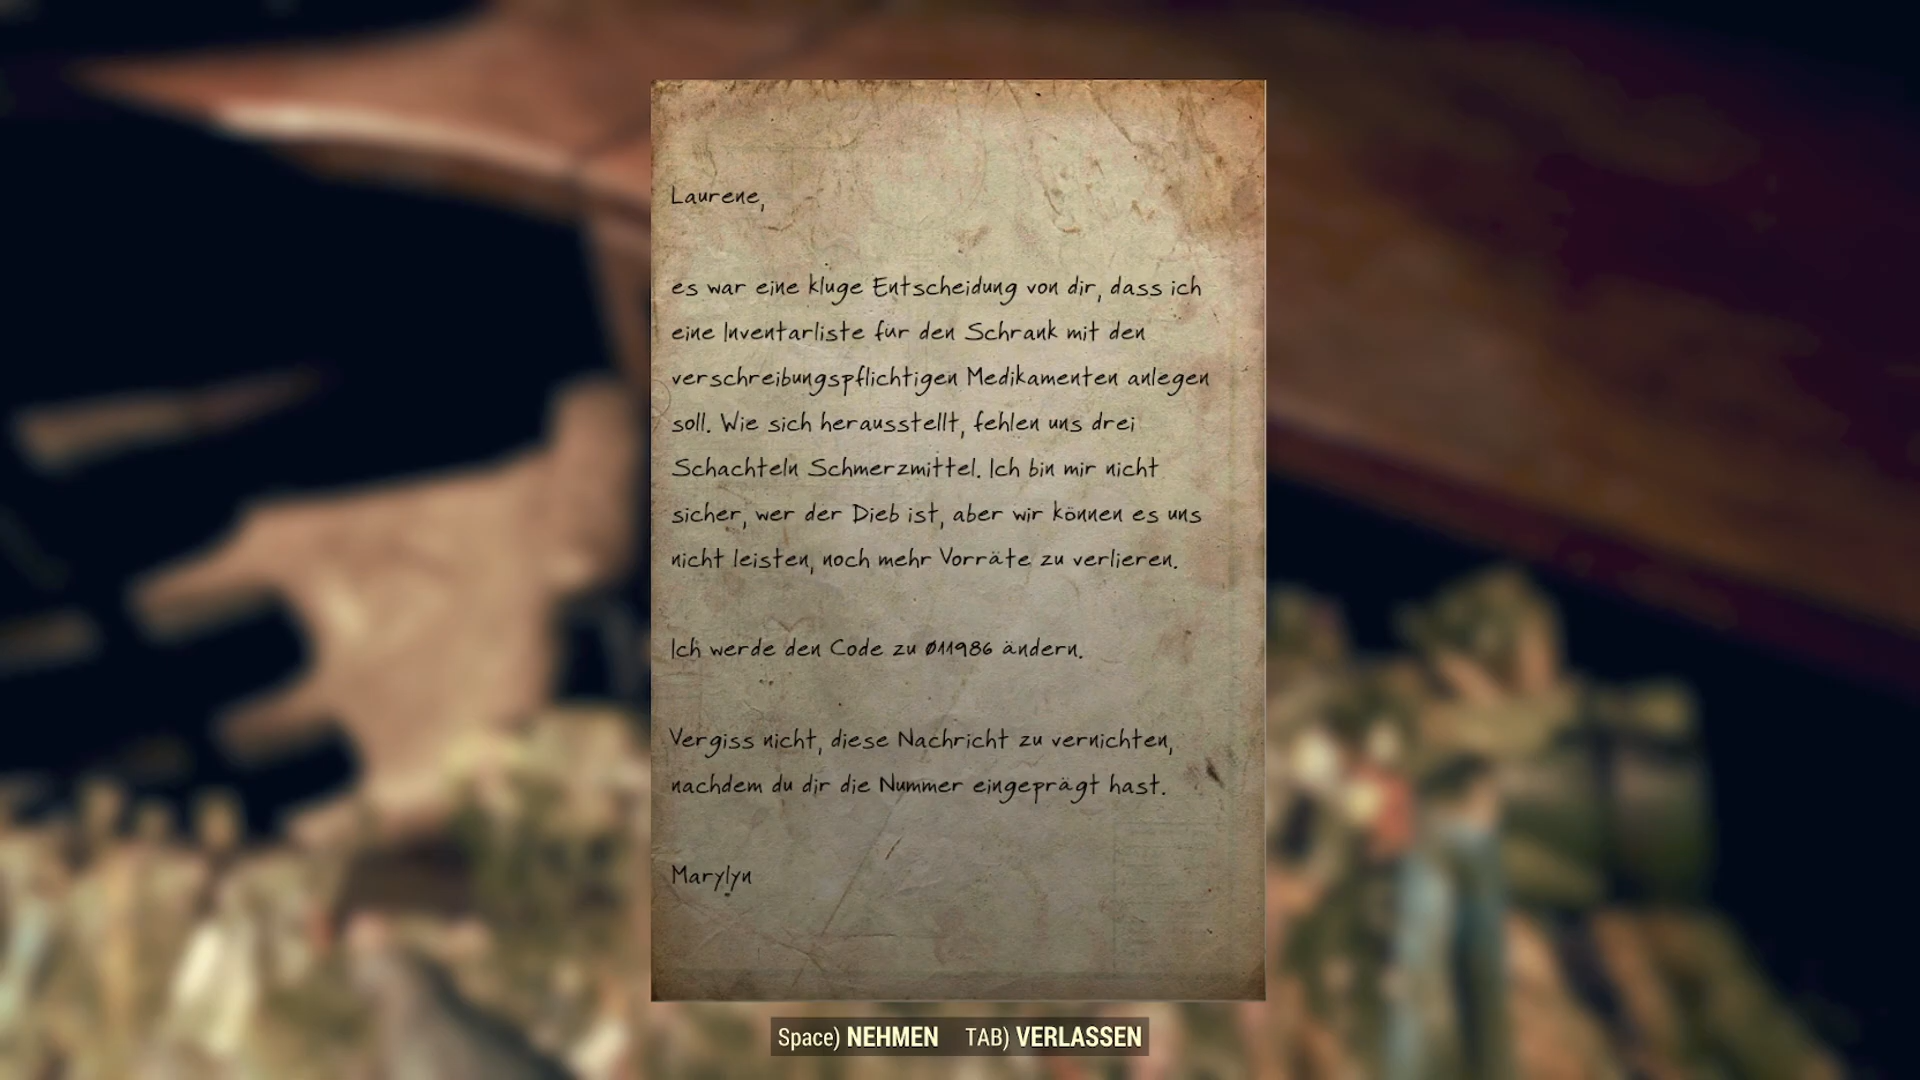 Laurene,
es war eine kluge Entscheidung von dir, dass ich
eine Inventarliste für den Schrank mit den
verschreibungspflichtigen Medikamenten anlegen
soll. Wie sich herausstellt, fehlen uns drei
Schachteln Schmerzmittel. Ich bin mir nicht
sicher, wer der Dieb ist, aber wir können es uns
nicht leisten, noch mehr Vorräte zu verlieren.
Ich werde den Code zu 011986 ändern.
Vergiss nicht, diese Nachricht zu vernichten,
nachdem du dir die Nummer eingeprägt hast.
Marylyn
Space) NEHMEN TAB) VERLASSEN